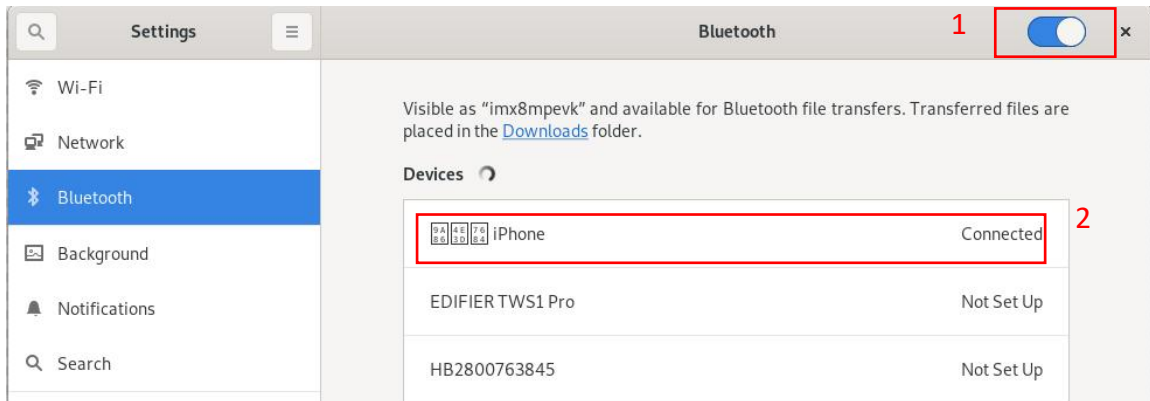 Settings
Bluetooth
1
Wi-Fi
Network
Bluetooth
Background
Notifications
Search
Visible as “imx8mpevk” and available for Bluetooth file transfers. Transferred files are
placed in the Downloads folder.
Devices
iPhone Connected
2
EDIFIER TWS1 Pro Not Set Up
HB2800763845 Not Set Up